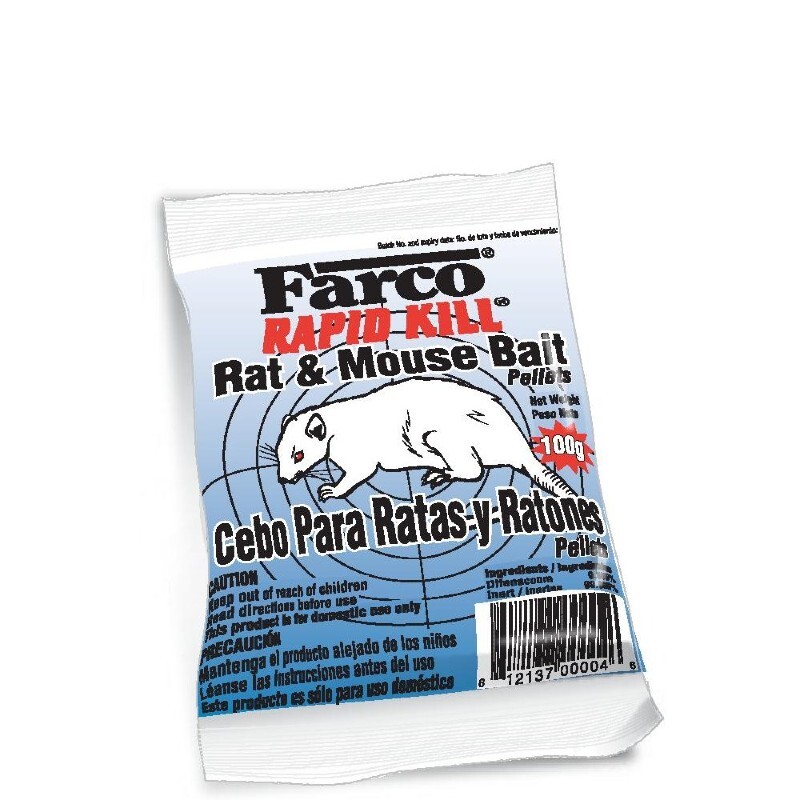 Batch No. and expiry date: No. de lote y fecha de vencimiento:
Farco®
RAPID KILL®
Rat & Mouse Bait
Pellets
Net Weight
Peso Neto
100g
Cebo Para Ratas-y-Ratones
Pellets
CAUTION
Keep out of reach of children
Read directions before use
This product is for domestic use only
PRECAUCIÓN
Mantenga el producto alejado de los niños
Léanse las instrucciones antes del uso
Este producto es sólo para uso doméstico
Ingredients /
Difenacoum
Inert /
6 12137 00004 6